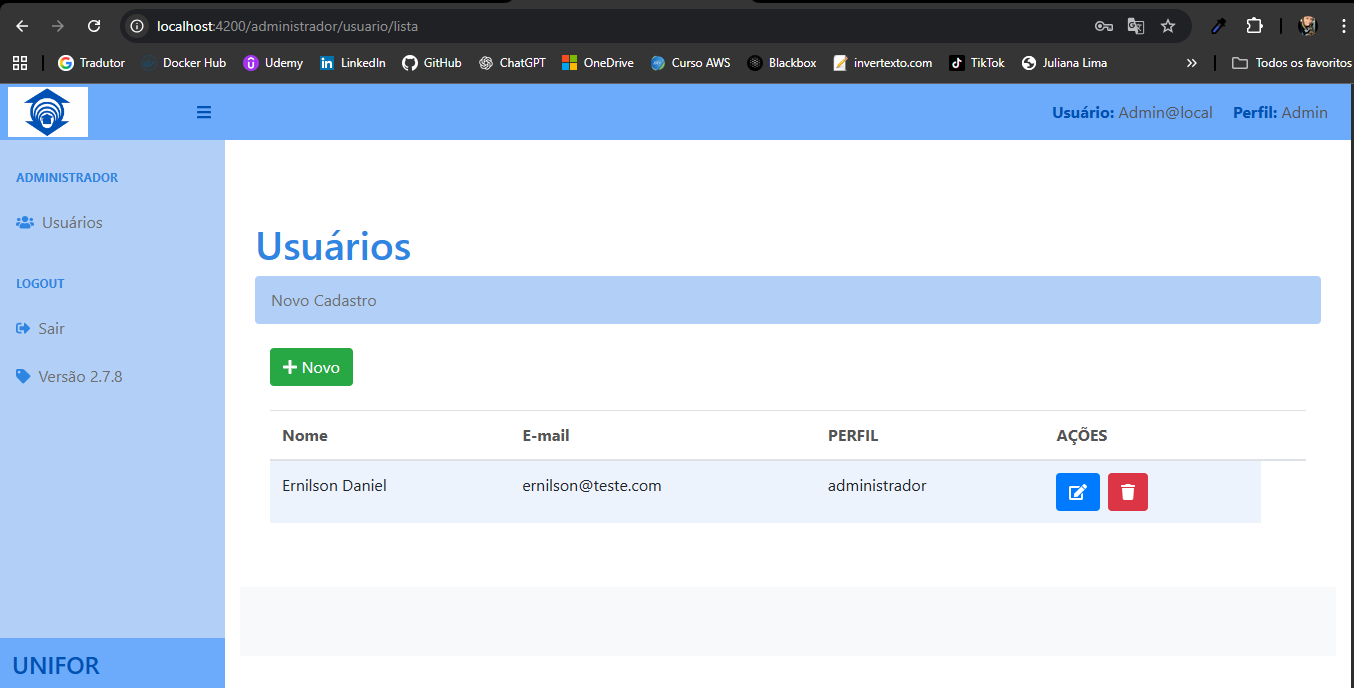 localhost:4200/administrador/usuario/lista
Tradutor Docker Hub Udemy LinkedIn GitHub ChatGPT OneDrive Curso AWS Blackbox invertexto.com TikTok Juliana Lima » Todos os favoritos
Usuário: Admin@local Perfil: Admin
ADMINISTRADOR
Usuários
LOGOUT
Sair
Versão 2.7.8
UNIFOR
Usuários
Novo Cadastro
Novo
Nome E-mail PERFIL AÇÕES
Ernilson Daniel ernilson@teste.com administrador